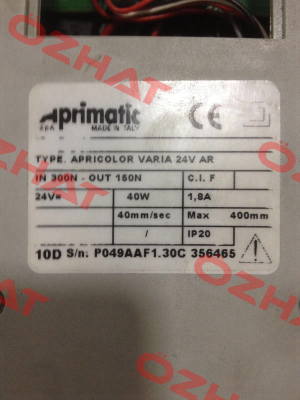 OZHAT
Aprimatic
spa MADE IN ITALY
CE
TYPE. APRICOLOR VARIA 24V AR
IN 300N - OUT 150N C.I. F
24V= 40W 1,8A
40mm/sec Max 400mm
/ IP20
10D S/n: P049AAF1.30C 356465
OZHAT
OZHAT
OZHAT